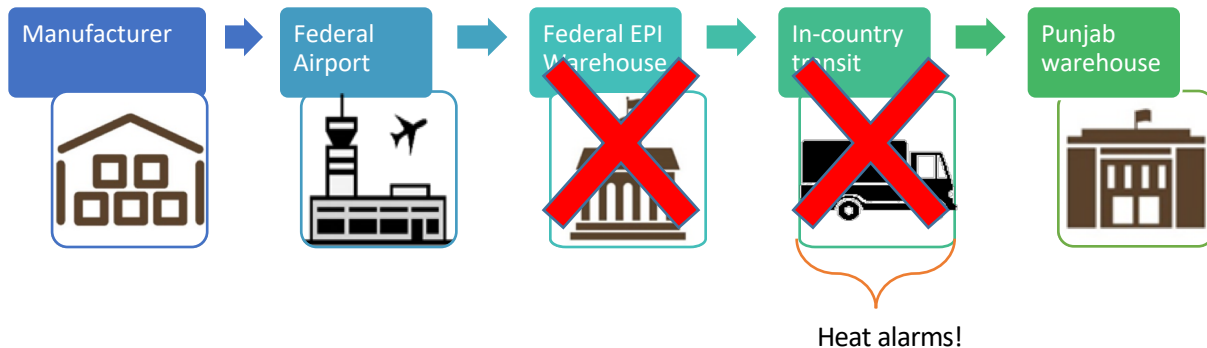 Manufacturer
Federal
Airport
Federal EPI
Warehouse
In-country
transit
Punjab
warehouse
Heat alarms!